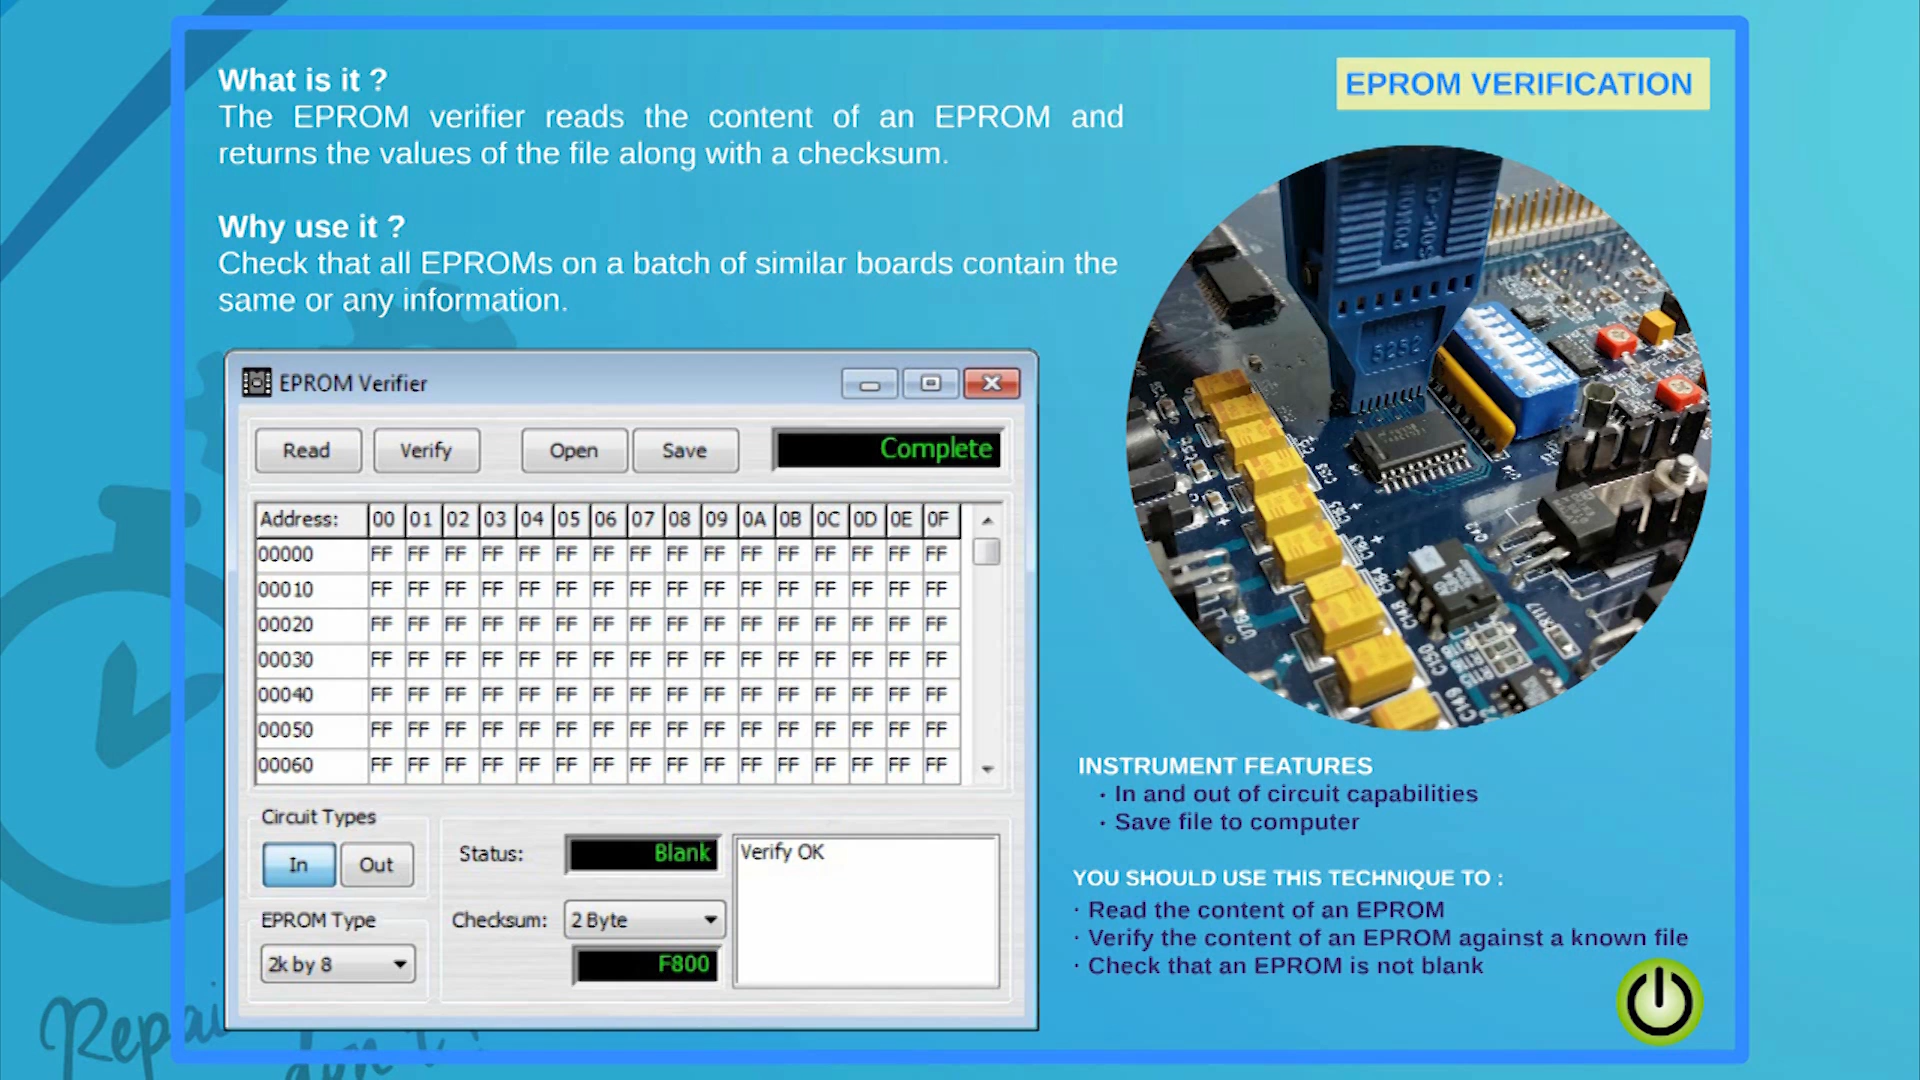 What is it ?
The EPROM verifier reads the content of an EPROM and
returns the values of the file along with a checksum.
Why use it ?
Check that all EPROMs on a batch of similar boards contain the
same or any information.
EPROM VERIFICATION
EPROM Verifier
Read Verify Open Save Complete
Address: 00 01 02 03 04 05 06 07 08 09 0A 0B 0C 0D 0E 0F
00000 FF FF FF FF FF FF FF FF FF FF FF FF FF FF FF FF
00010 FF FF FF FF FF FF FF FF FF FF FF FF FF FF FF FF
00020 FF FF FF FF FF FF FF FF FF FF FF FF FF FF FF FF
00030 FF FF FF FF FF FF FF FF FF FF FF FF FF FF FF FF
00040 FF FF FF FF FF FF FF FF FF FF FF FF FF FF FF FF
00050 FF FF FF FF FF FF FF FF FF FF FF FF FF FF FF FF
00060 FF FF FF FF FF FF FF FF FF FF FF FF FF FF FF FF
Circuit Types
In Out
EPROM Type
2k by 8
Status: Blank
Checksum: 2 Byte
F800
Verify OK
5252
C163
C164
C148
C150
C149
R115
R116
R117
INSTRUMENT FEATURES
· In and out of circuit capabilities
· Save file to computer
YOU SHOULD USE THIS TECHNIQUE TO :
· Read the content of an EPROM
· Verify the content of an EPROM against a known file
· Check that an EPROM is not blank